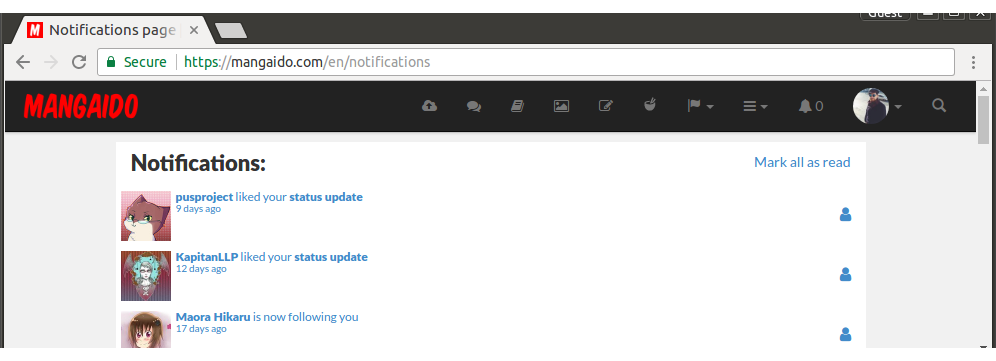 Guest
Notifications page
Secure
https://mangaido.com/en/notifications
MANGAIDO
0
Notifications:
Mark all as read
pusproject liked your status update
9 days ago
KapitanLLP liked your status update
12 days ago
Maora Hikaru is now following you
17 days ago